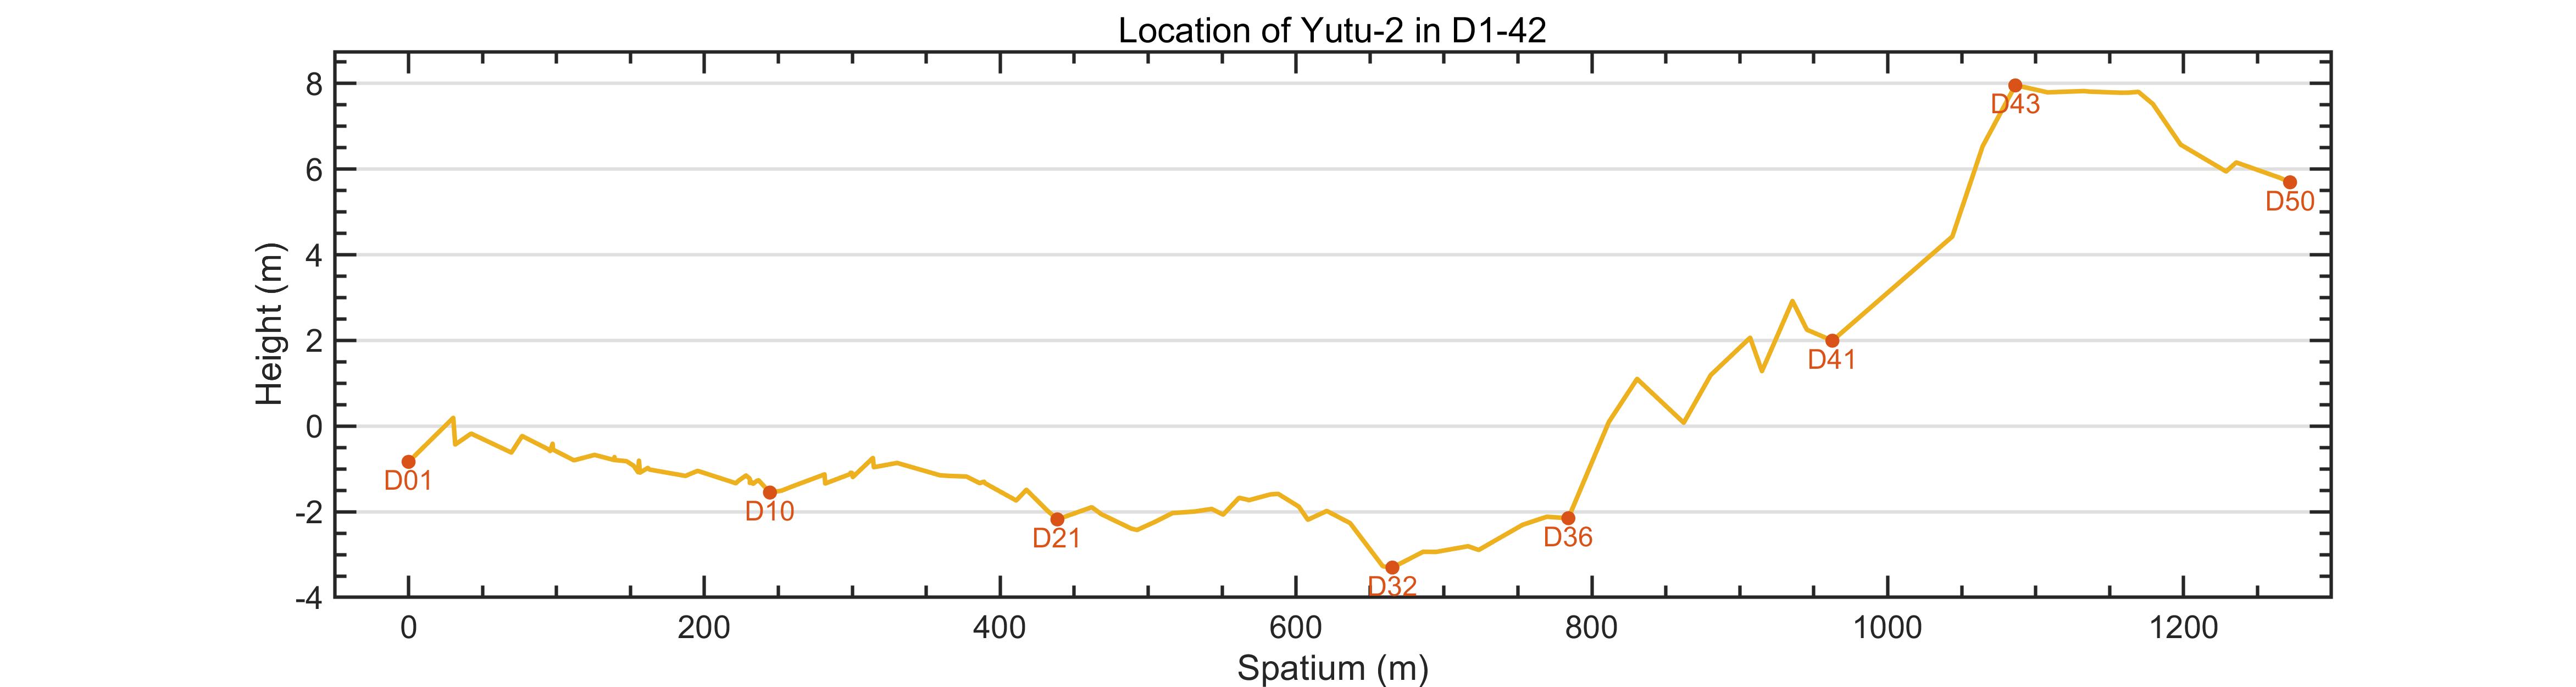 Location of Yutu-2 in D1-42
Height (m)
8
6
4
2
0
-2
-4
D01
D10
D21
D32
D36
D41
D43
D50
0 200 400 600 800 1000 1200
Spatium (m)